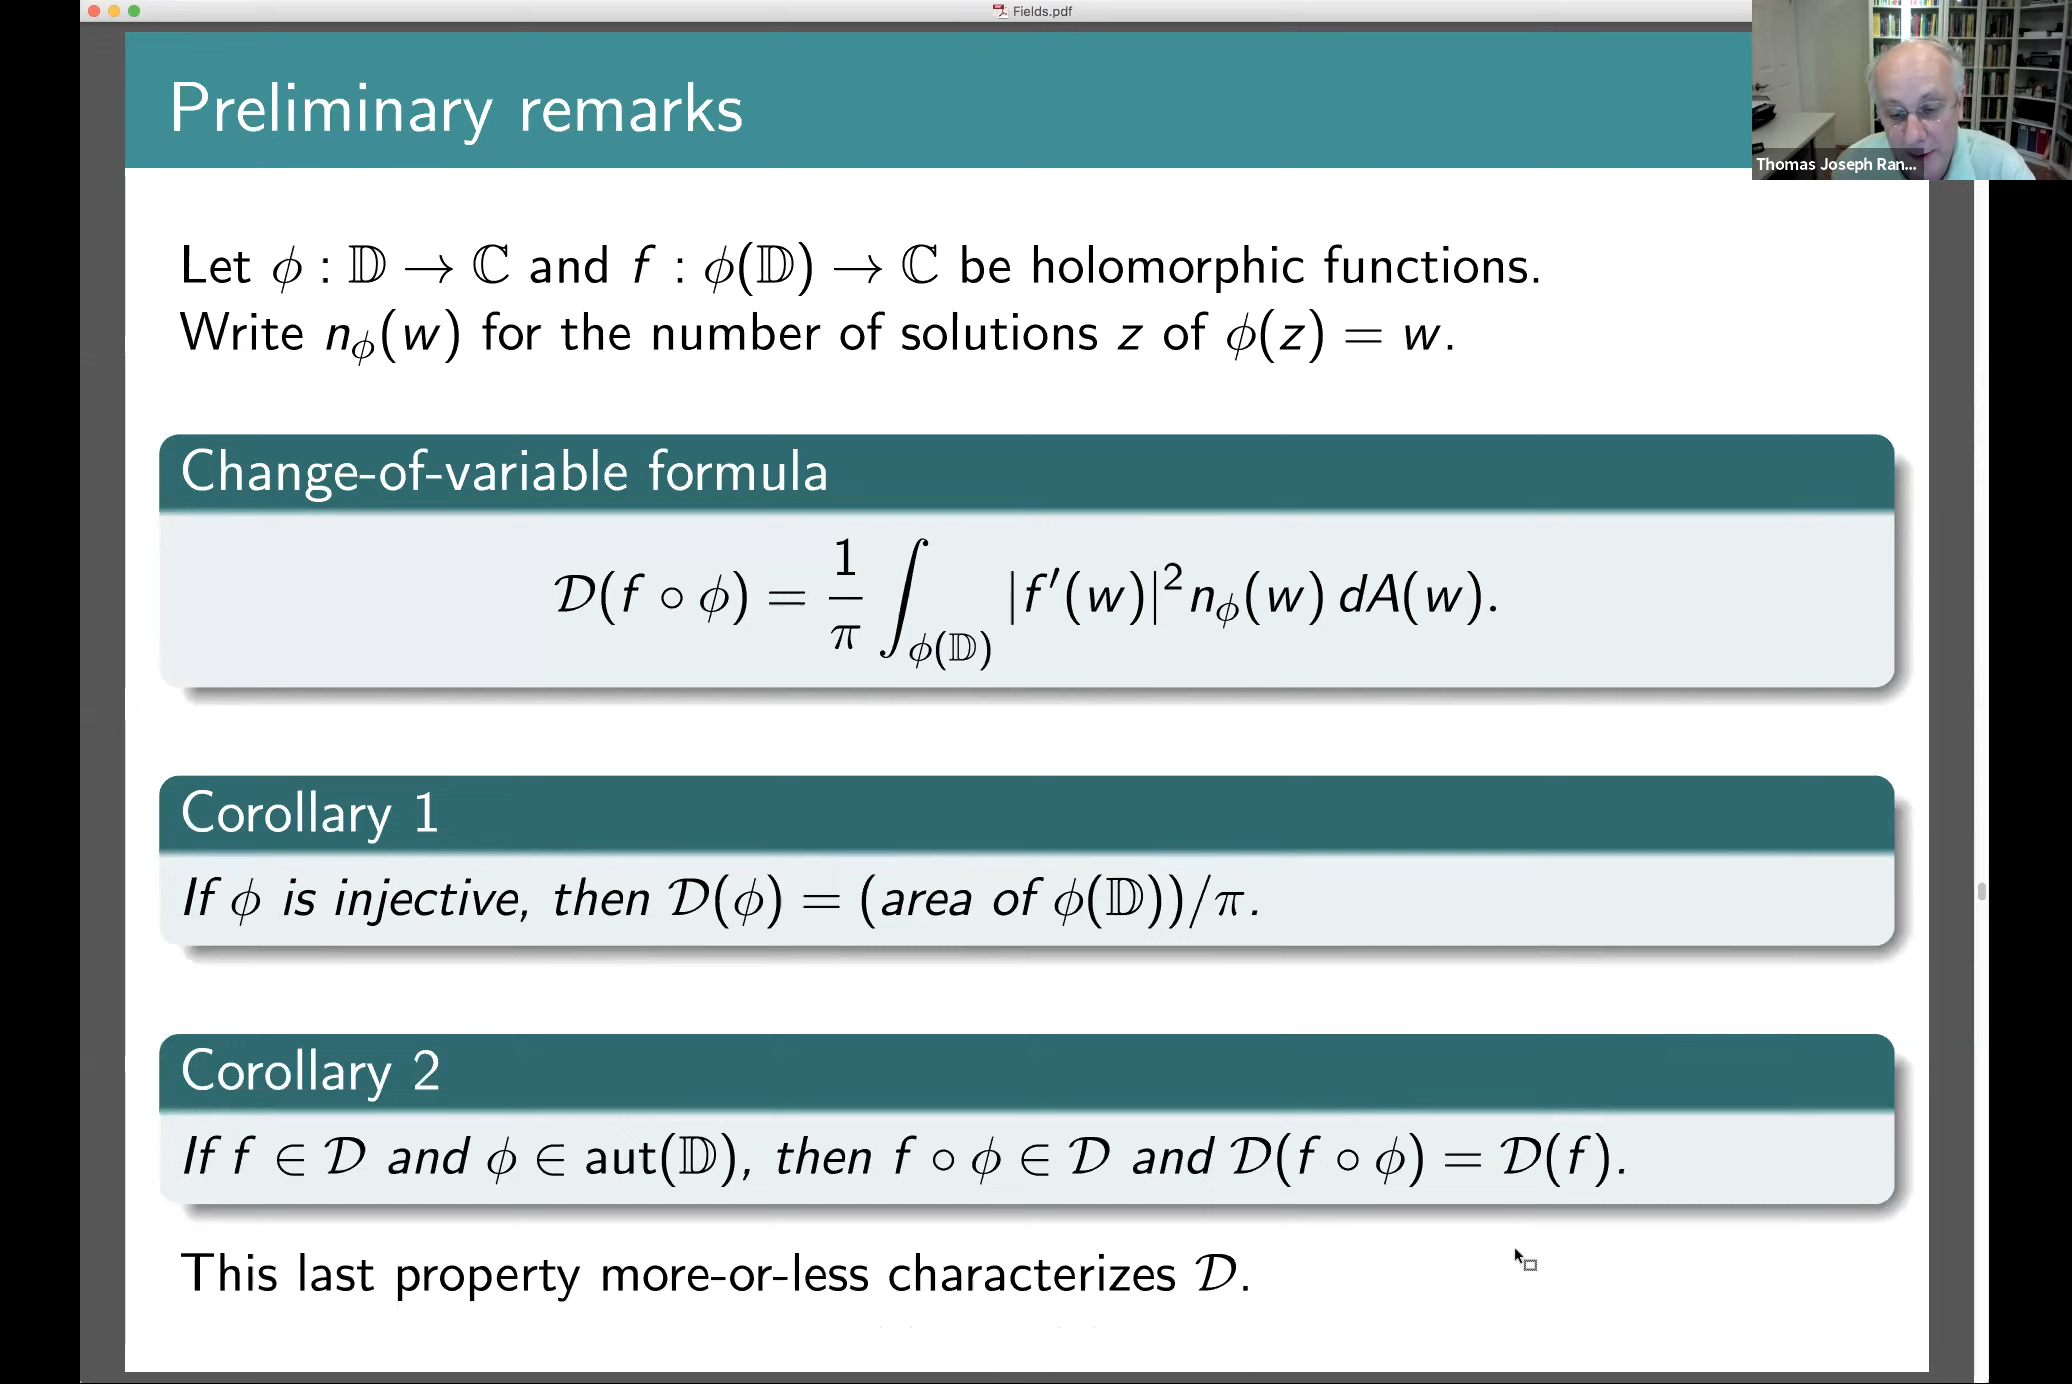 Fields.pdf
Preliminary remarks
Thomas Joseph Ran...
Let ϕ : 𝔻 → ℂ and f : ϕ(𝔻) → ℂ be holomorphic functions.
Write n_ϕ(w) for the number of solutions z of ϕ(z) = w.
Change-of-variable formula
𝒟(f ∘ ϕ) = 1/π ∫_{ϕ(𝔻)} |f′(w)|² n_ϕ(w) dA(w).
Corollary 1
If ϕ is injective, then 𝒟(ϕ) = (area of ϕ(𝔻))/π.
Corollary 2
If f ∈ 𝒟 and ϕ ∈ aut(𝔻), then f ∘ ϕ ∈ 𝒟 and 𝒟(f ∘ ϕ) = 𝒟(f).
This last property more-or-less characterizes 𝒟.